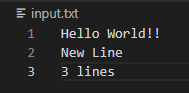 input.txt
1 Hello World!!
2 New Line
3 3 lines